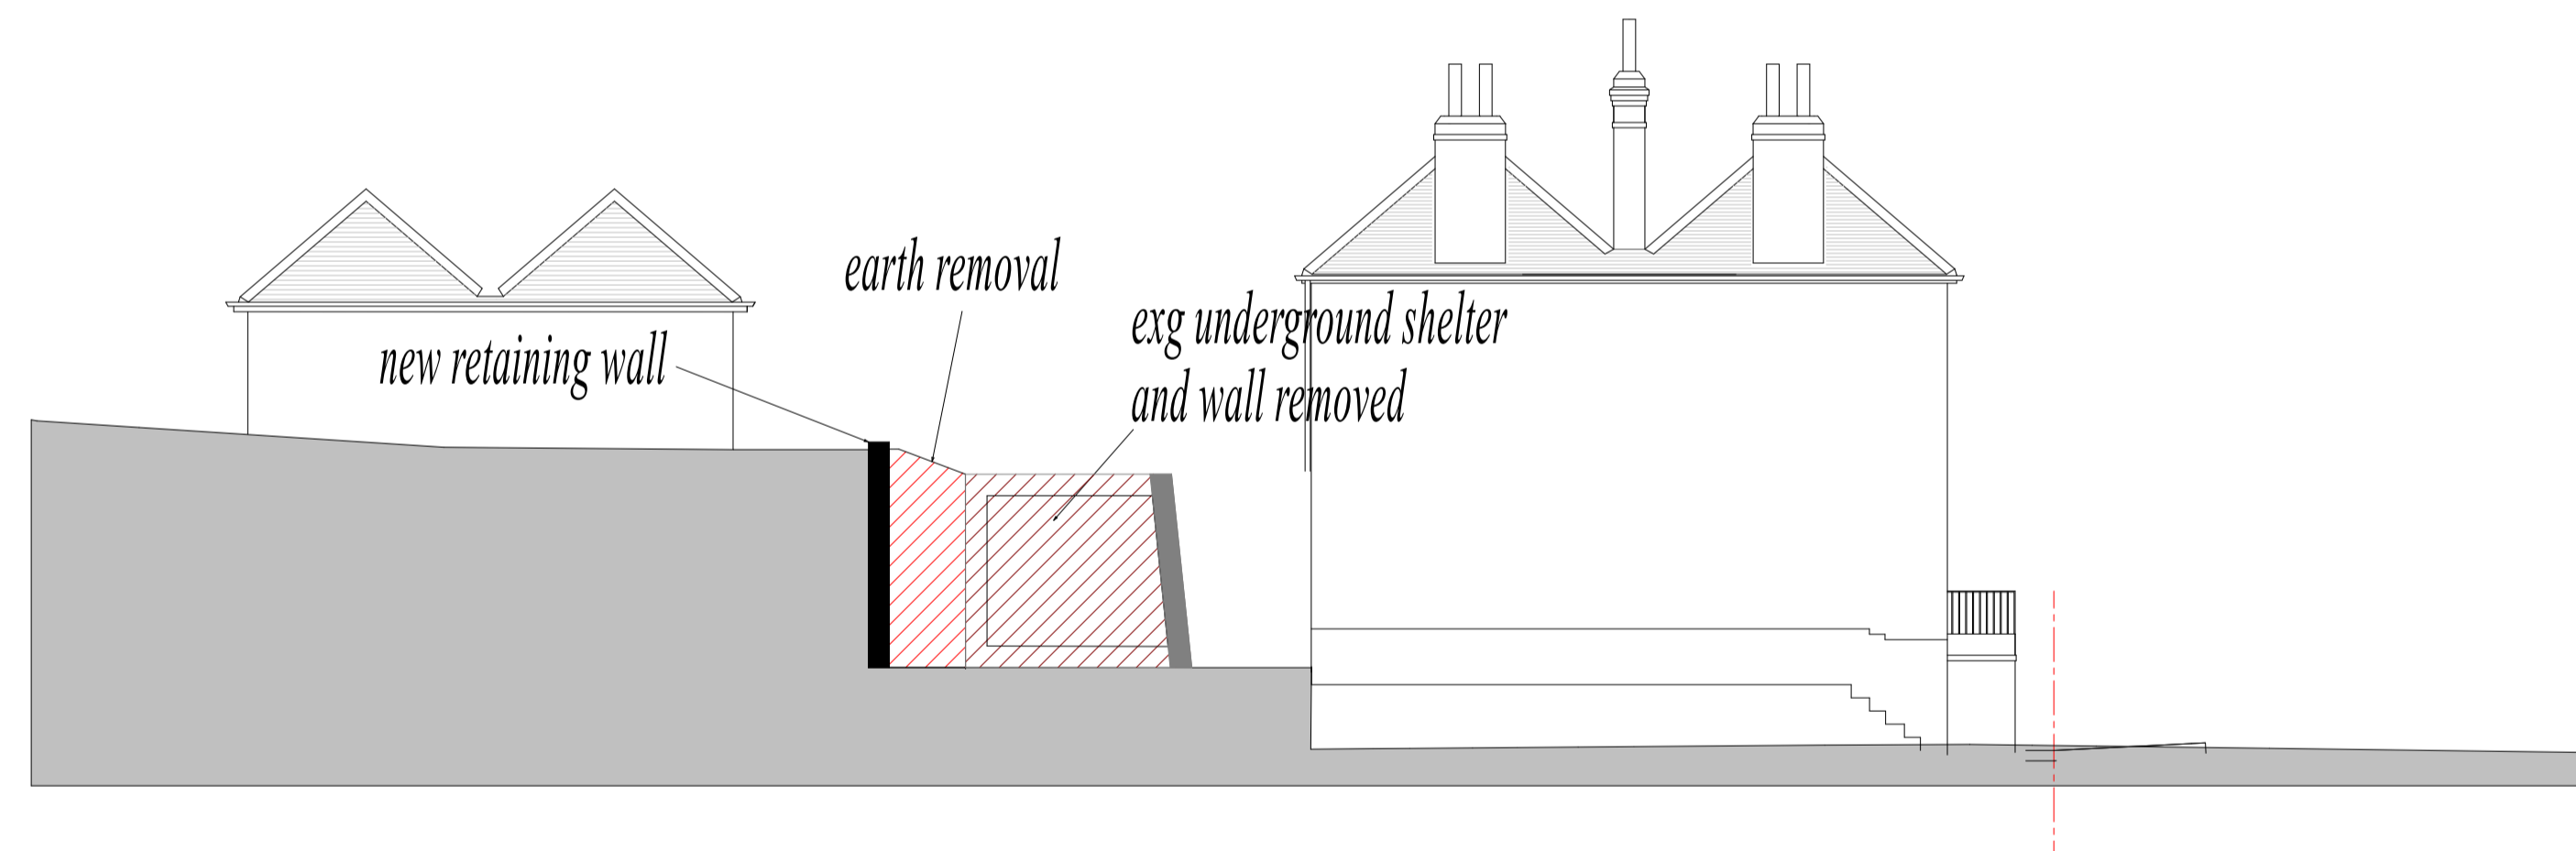 earth removal
exg underground shelter
and wall removed
new retaining wall